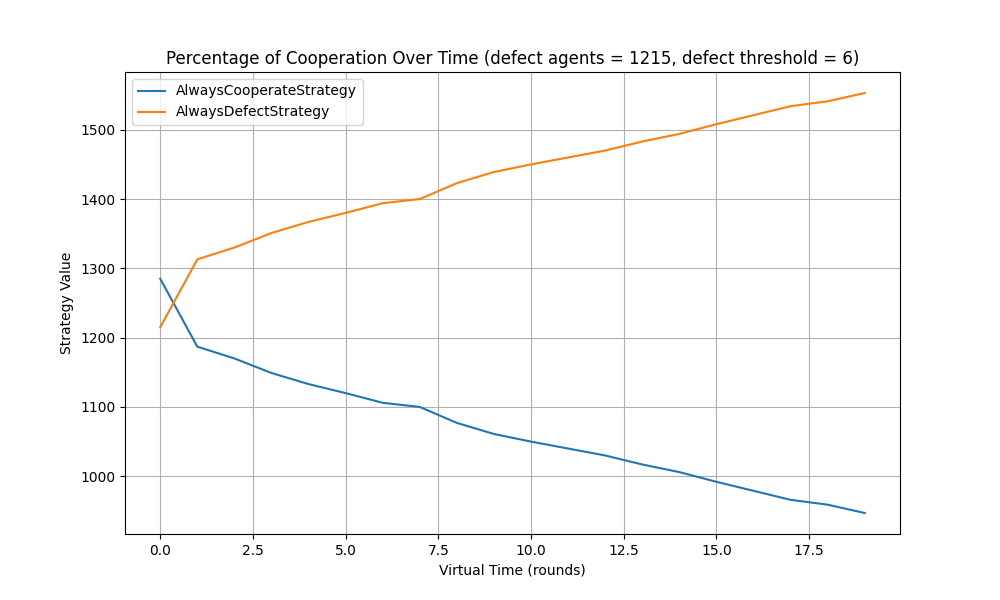 Percentage of Cooperation Over Time (defect agents = 1215, defect threshold = 6)
AlwaysCooperateStrategy
AlwaysDefectStrategy
Strategy Value
1500
1400
1300
1200
1100
1000
0.0 2.5 5.0 7.5 10.0 12.5 15.0 17.5
Virtual Time (rounds)